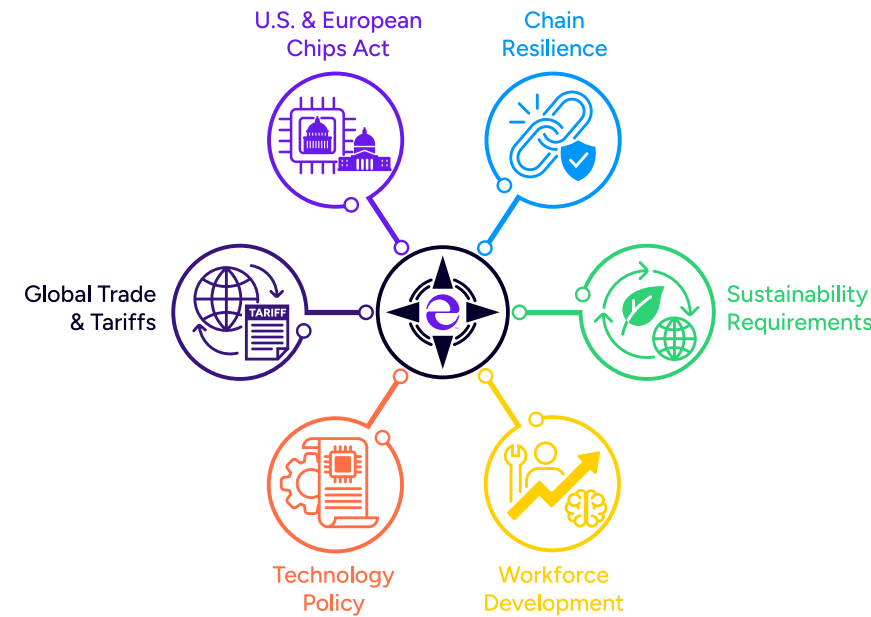 U.S. & European
Chips Act
Chain
Resilience
Global Trade
& Tariffs
TARIFF
Sustainability
Requirements
Technology
Policy
Workforce
Development